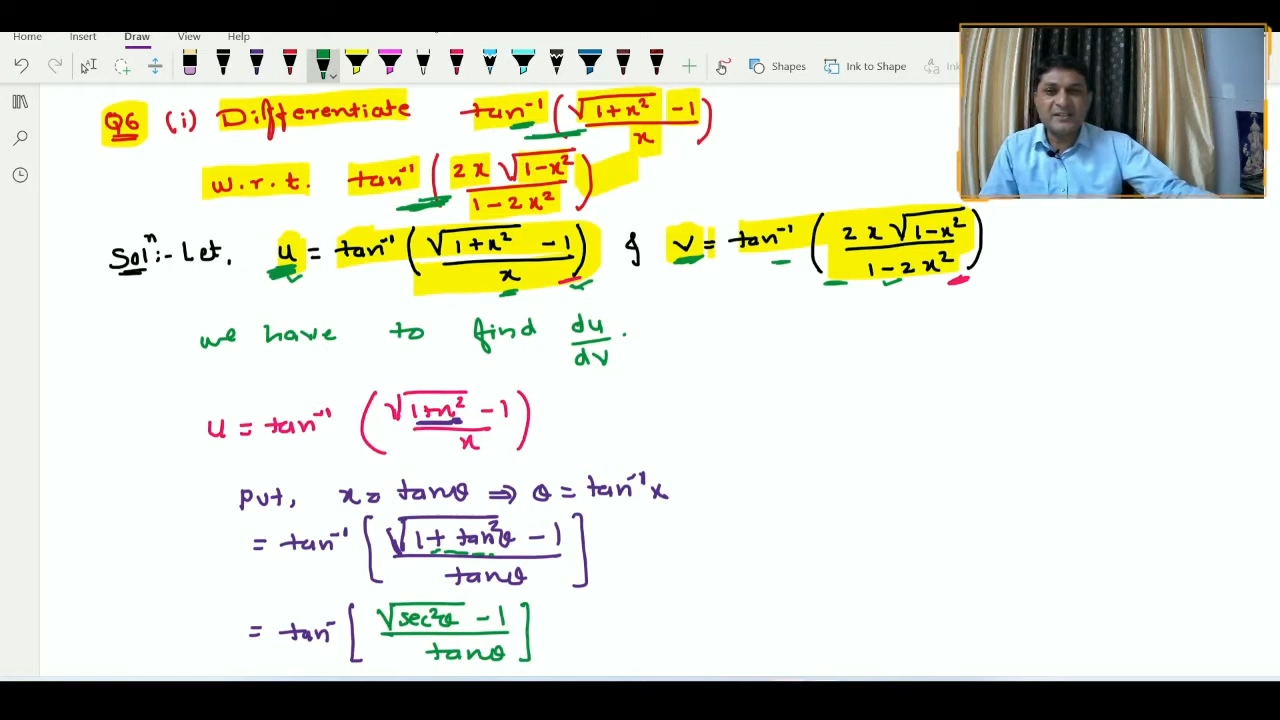 Home Insert Draw View Help
Shapes Ink to Shape Ink to Math
Q6 (i) Differentiate tan⁻¹ (√(1+x²) -1 / x)
w.r.t. tan⁻¹ (2x √(1-x²) / 1-2x²)
Solⁿ:- Let, u = tan⁻¹ (√(1+x²) -1 / x) & v = tan⁻¹ (2x √(1-x²) / 1-2x²)
we have to find du/dv.
u = tan⁻¹ (√(1+x²) -1 / x)
Put, x = tanθ ⇒ θ = tan⁻¹x
= tan⁻¹ [√(1+tan²θ) -1 / tanθ]
= tan⁻ [√(sec²θ) -1 / tanθ]